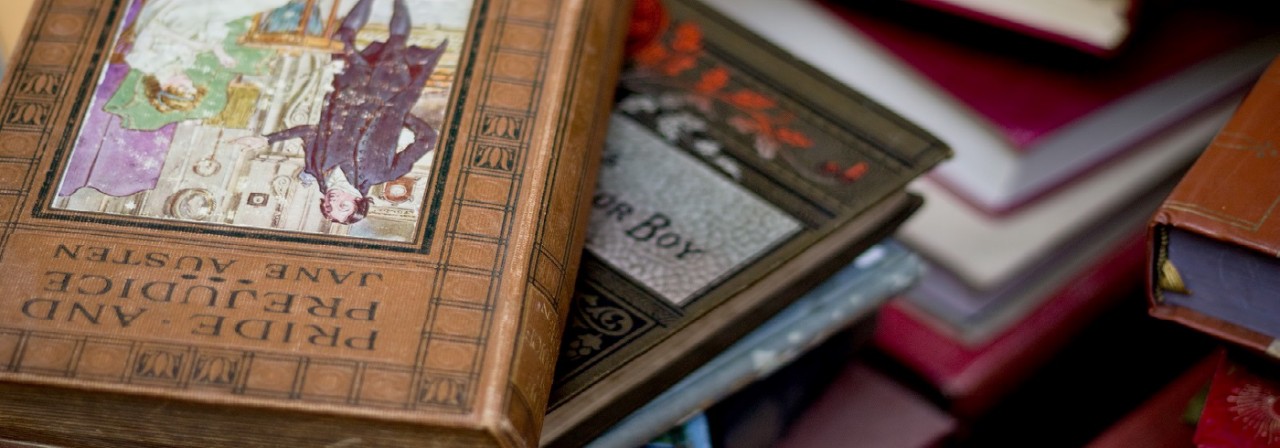 PRIDE · AND
PREJUDICE
JANE AUSTEN
OR BOY